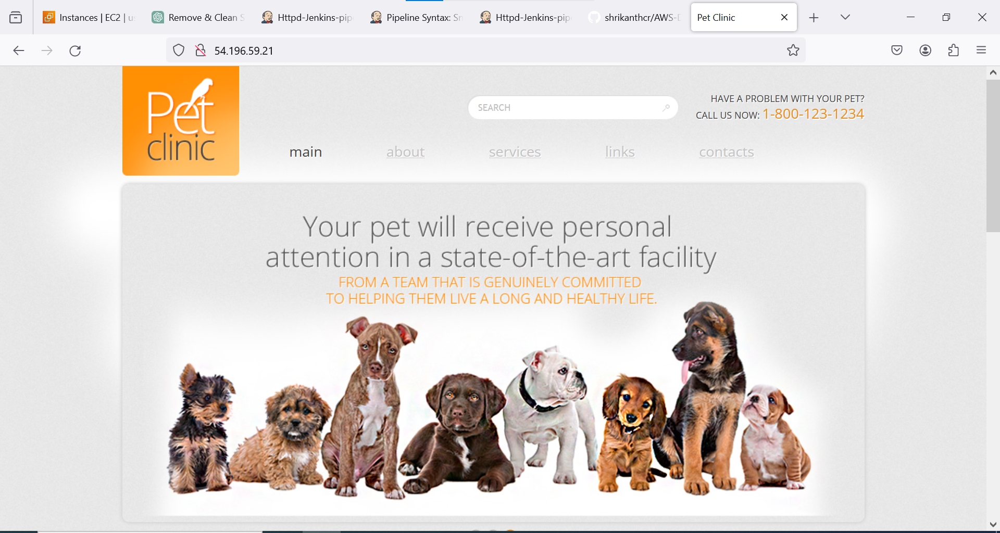 Instances | EC2 | us
Remove & Clean S
Httpd-Jenkins-pip
Pipeline Syntax: Sn
Httpd-Jenkins-pip
shrikanthcr/AWS-D
Pet Clinic
54.196.59.21
Pet
clinic
SEARCH
HAVE A PROBLEM WITH YOUR PET?
CALL US NOW: 1-800-123-1234
main about services links contacts
Your pet will receive personal
attention in a state-of-the-art facility
FROM A TEAM THAT IS GENUINELY COMMITTED
TO HELPING THEM LIVE A LONG AND HEALTHY LIFE.